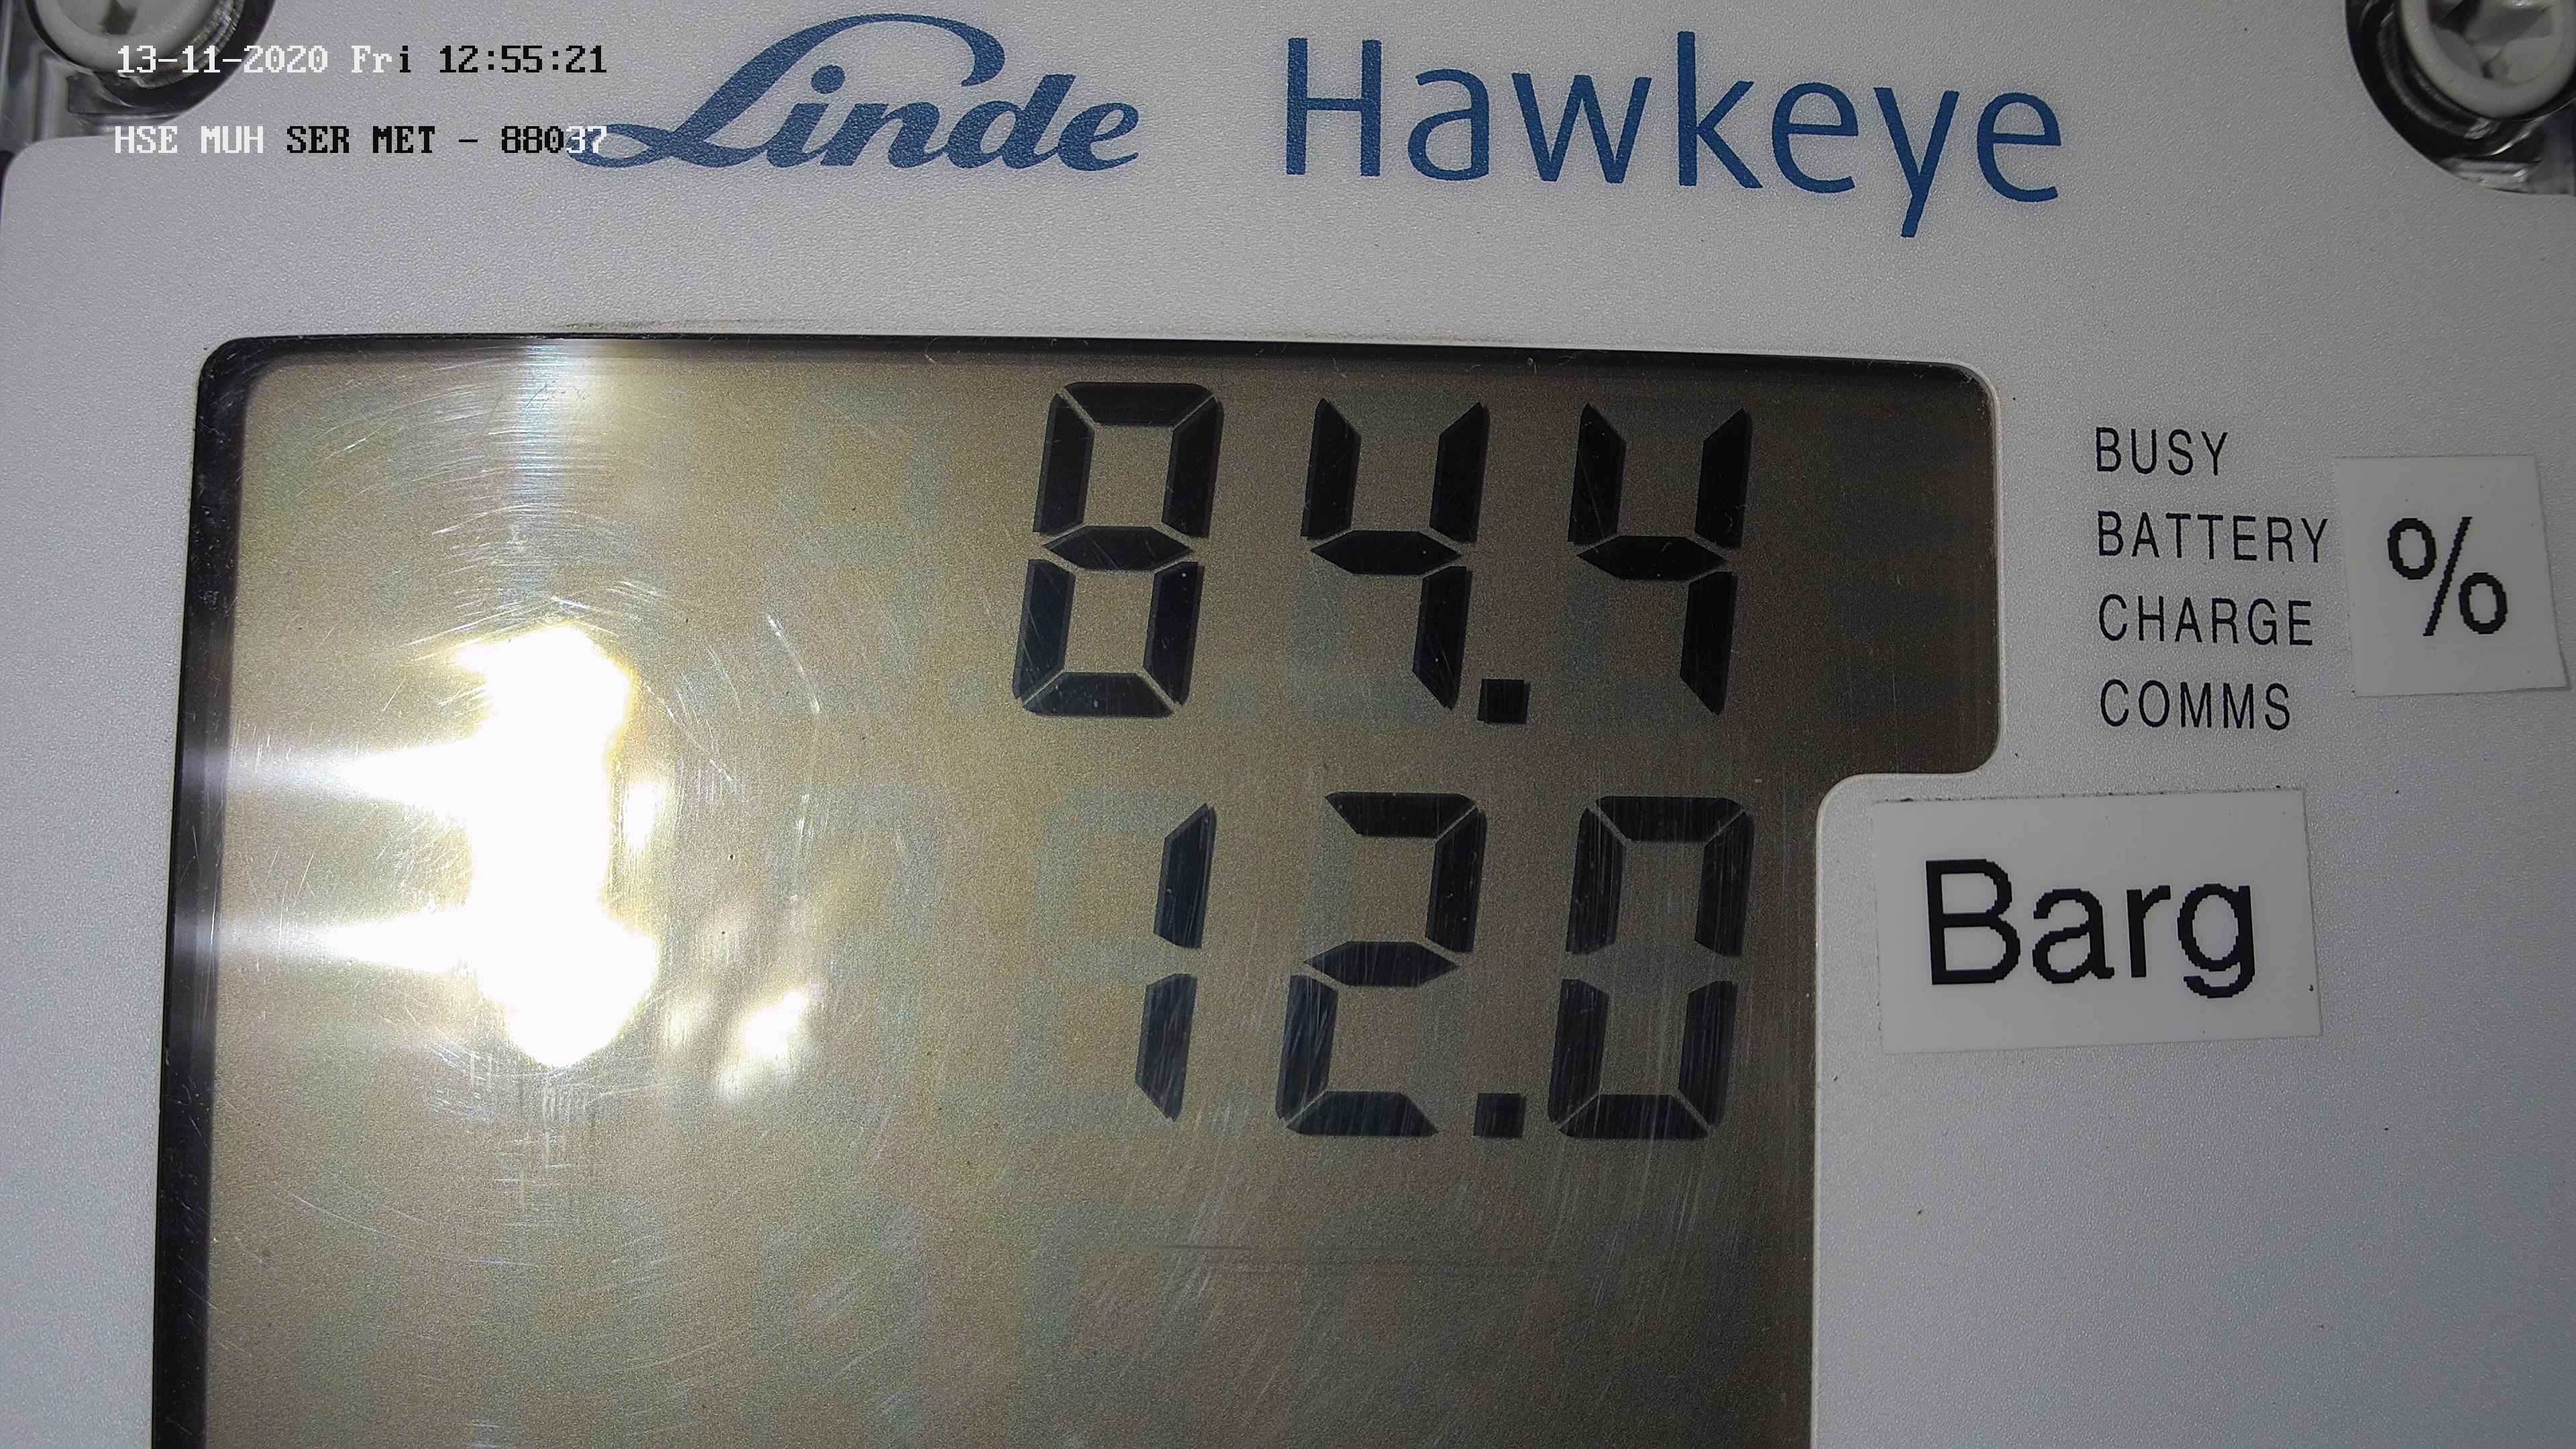 13-11-2020 Fri 12:55:21
HSE MUH SER MET - 88037
Linde Hawkeye
84.4
BUSY
BATTERY
CHARGE
COMMS
%
12.0
Barg